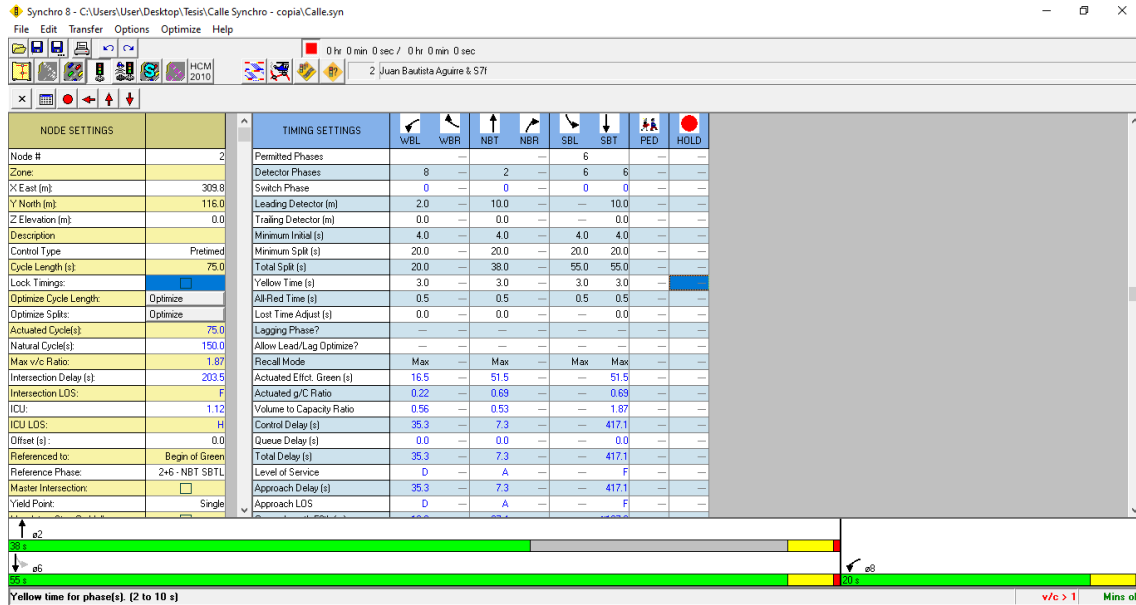 Synchro 8 - C:\Users\User\Desktop\Tesis\Calle Synchro - copia\Calle.syn
File Edit Transfer Options Optimize Help
0 hr 0 min 0 sec / 0 hr 0 min 0 sec
HCM 2010 2 Juan Bautista Aguirre & S7f
NODE SETTINGS
Node # 2
Zone:
X East (m): 309.8
Y North (m): 116.0
Z Elevation (m): 0.0
Description
Control Type Pretimed
Cycle Length (s): 75.0
Lock Timings:
Optimize Cycle Length: Optimize
Optimize Splits: Optimize
Actuated Cycle(s): 75.0
Natural Cycle(s): 150.0
Max v/c Ratio: 1.87
Intersection Delay (s): 203.5
Intersection LOS: F
ICU: 1.12
ICU LOS: H
Offset (s) : 0.0
Referenced to: Begin of Green
Reference Phase: 2+6 - NBT SBTL
Master Intersection:
Yield Point: Single
TIMING SETTINGS WBL WBR NBT NBR SBL SBT PED HOLD
Permitted Phases — — 6 — —
Detector Phases 8 — 2 — 6 6 — —
Switch Phase 0 — 0 — 0 0 — —
Leading Detector (m) 2.0 — 10.0 — — 10.0 — —
Trailing Detector (m) 0.0 — 0.0 — — 0.0 — —
Minimum Initial (s) 4.0 — 4.0 — 4.0 4.0 — —
Minimum Split (s) 20.0 — 20.0 — 20.0 20.0 — —
Total Split (s) 20.0 — 38.0 — 55.0 55.0 — —
Yellow Time (s) 3.0 — 3.0 — 3.0 3.0 — —
All-Red Time (s) 0.5 — 0.5 — 0.5 0.5 — —
Lost Time Adjust (s) 0.0 — 0.0 — — 0.0 — —
Lagging Phase? — — — — — — — —
Allow Lead/Lag Optimize? — — — — — — — —
Recall Mode Max — Max — Max Max — —
Actuated Effct. Green (s) 16.5 — 51.5 — — 51.5 — —
Actuated g/C Ratio 0.22 — 0.69 — — 0.69 — —
Volume to Capacity Ratio 0.56 — 0.53 — — 1.87 — —
Control Delay (s) 35.3 — 7.3 — — 417.1 — —
Queue Delay (s) 0.0 — 0.0 — — 0.0 — —
Total Delay (s) 35.3 — 7.3 — — 417.1 — —
Level of Service D — A — — F — —
Approach Delay (s) 35.3 — 7.3 — — 417.1 — —
Approach LOS D — A — — F — —
ø2
38 s
ø6 ø8
55 s 20 s
Yellow time for phase(s). (2 to 10 s) v/c > 1 Mins